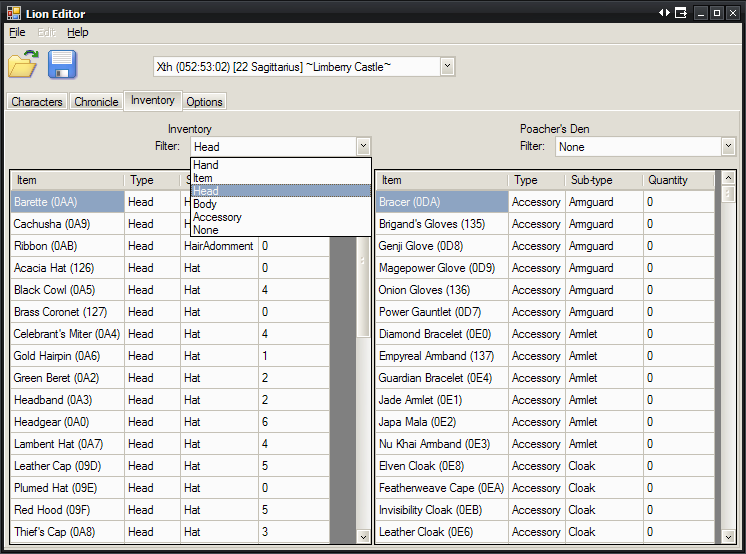 Lion Editor
File Edit Help
Xth (052:53:02) [22 Sagittarius] ~Limberry Castle~
Characters Chronicle Inventory Options
Inventory
Filter: Head
Hand
Item
Head
Body
Accessory
None
Poacher's Den
Filter: None
Item Type S
Barette (0AA) Head H
Cachusha (0A9) Head H
Ribbon (0AB) Head HairAdornment 0
Acacia Hat (126) Head Hat 0
Black Cowl (0A5) Head Hat 4
Brass Coronet (127) Head Hat 0
Celebrant's Miter (0A4) Head Hat 4
Gold Hairpin (0A6) Head Hat 1
Green Beret (0A2) Head Hat 2
Headband (0A3) Head Hat 2
Headgear (0A0) Head Hat 6
Lambent Hat (0A7) Head Hat 4
Leather Cap (09D) Head Hat 5
Plumed Hat (09E) Head Hat 0
Red Hood (09F) Head Hat 5
Thief's Cap (0A8) Head Hat 3
Item Type Sub-type Quantity
Bracer (0DA) Accessory Armguard 0
Brigand's Gloves (135) Accessory Armguard 0
Genji Glove (0D8) Accessory Armguard 0
Magepower Glove (0D9) Accessory Armguard 0
Onion Gloves (136) Accessory Armguard 0
Power Gauntlet (0D7) Accessory Armguard 0
Diamond Bracelet (0E0) Accessory Armlet 0
Empyreal Armband (137) Accessory Armlet 0
Guardian Bracelet (0E4) Accessory Armlet 0
Jade Armlet (0E1) Accessory Armlet 0
Japa Mala (0E2) Accessory Armlet 0
Nu Khai Armband (0E3) Accessory Armlet 0
Elven Cloak (0E8) Accessory Cloak 0
Featherweave Cape (0EA) Accessory Cloak 0
Invisibility Cloak (0EB) Accessory Cloak 0
Leather Cloak (0E6) Accessory Cloak 0